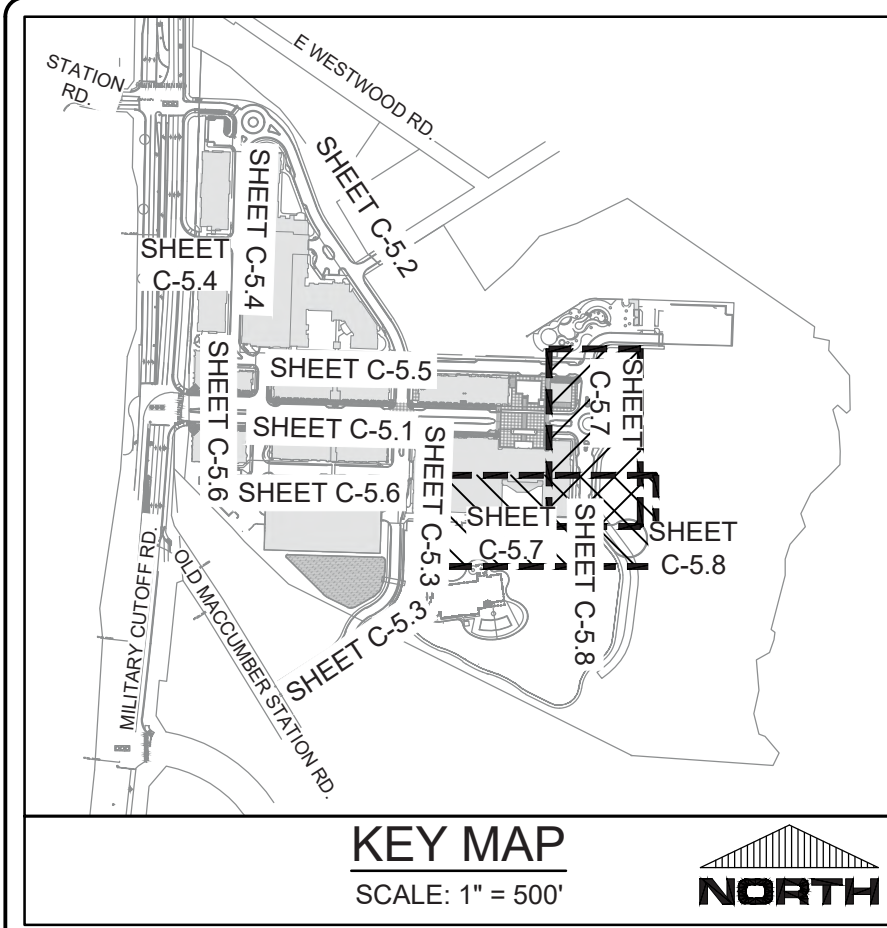 STATION
RD.
E WESTWOOD RD.
SHEET C-5.2
SHEET C-5.4
SHEET
C-5.4
SHEET C-5.5
SHEET
C-5.7
SHEET C-5.6
SHEET C-5.1
SHEET C-5.3
SHEET C-5.6
SHEET
C-5.7
SHEET C-5.8
SHEET
C-5.8
MILITARY CUTOFF RD.
OLD MACCUMBER STATION RD.
SHEET C-5.3
KEY MAP
SCALE: 1" = 500'
NORTH